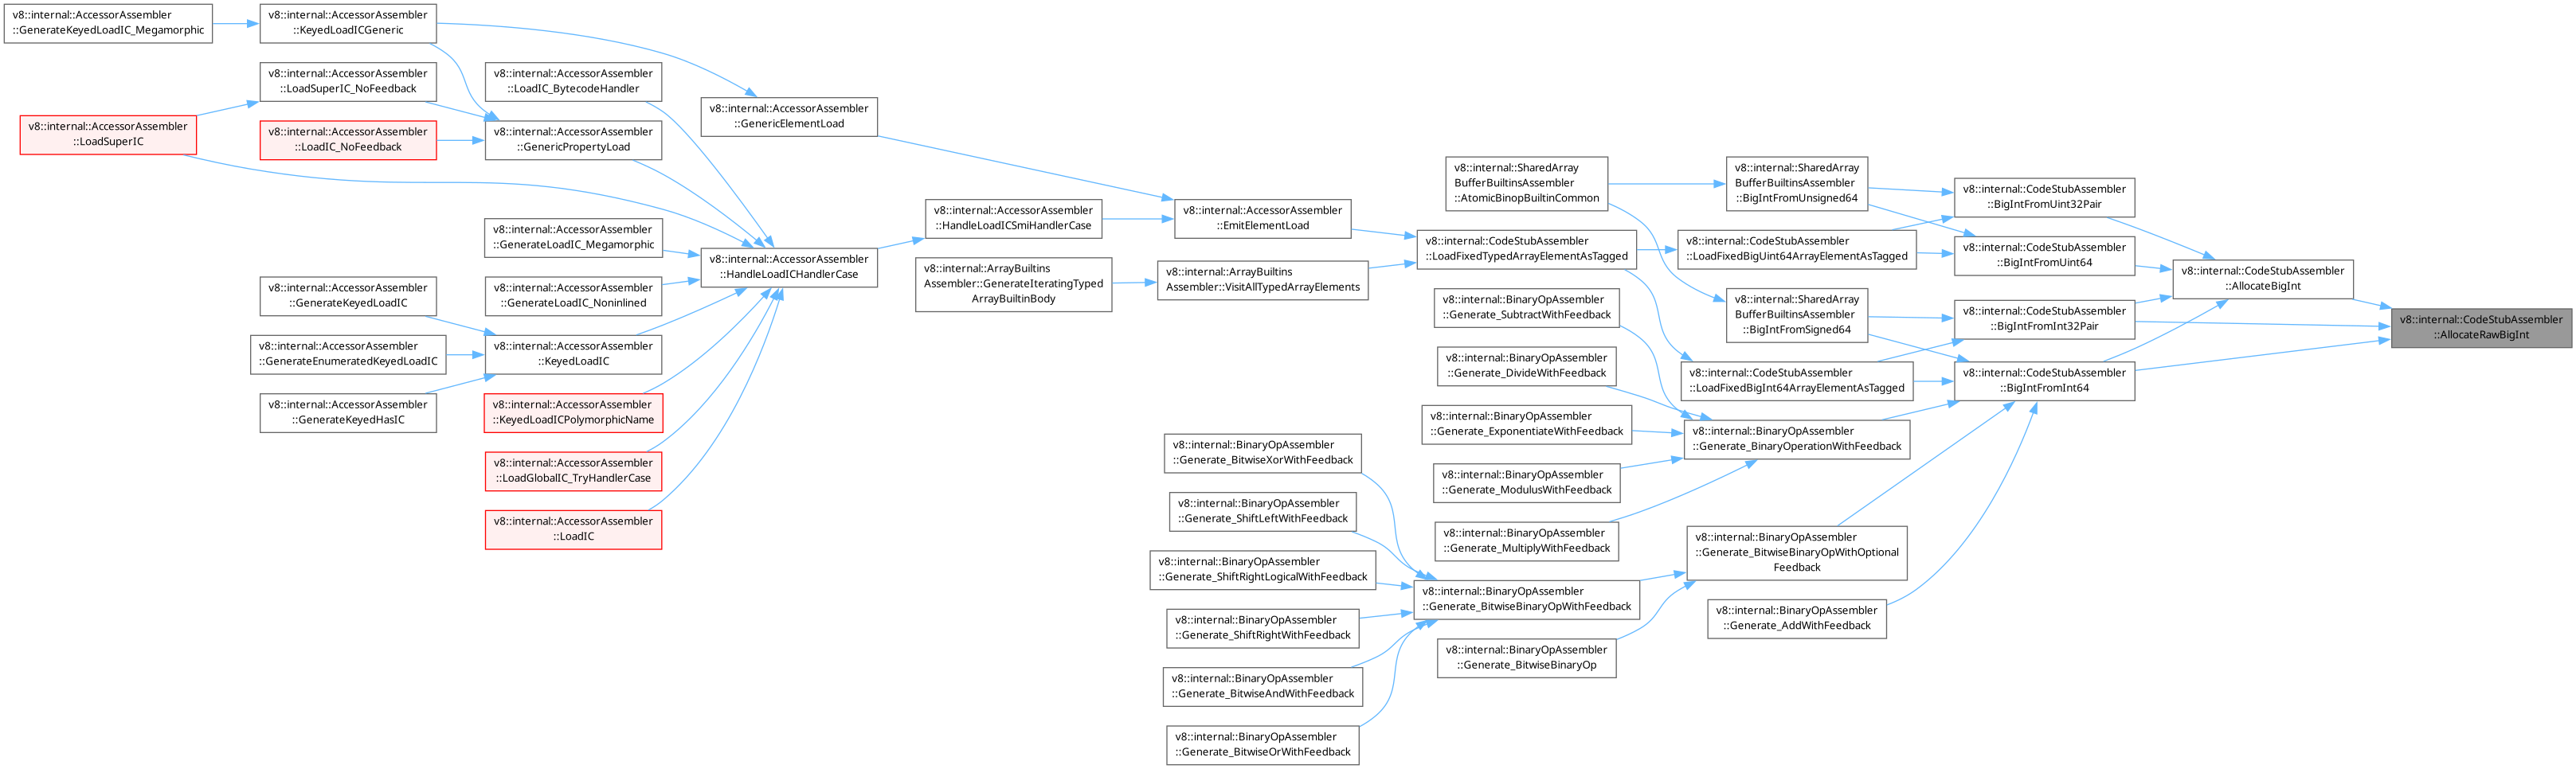 v8::internal::AccessorAssembler
::GenerateKeyedLoadIC_Megamorphic
v8::internal::AccessorAssembler
::KeyedLoadICGeneric
v8::internal::AccessorAssembler
::LoadSuperIC_NoFeedback
v8::internal::AccessorAssembler
::LoadSuperIC
v8::internal::AccessorAssembler
::LoadIC_NoFeedback
v8::internal::AccessorAssembler
::GenerateKeyedLoadIC
v8::internal::AccessorAssembler
::GenerateEnumeratedKeyedLoadIC
v8::internal::AccessorAssembler
::GenerateKeyedHasIC
v8::internal::AccessorAssembler
::LoadIC_BytecodeHandler
v8::internal::AccessorAssembler
::GenericPropertyLoad
v8::internal::AccessorAssembler
::GenerateLoadIC_Megamorphic
v8::internal::AccessorAssembler
::GenerateLoadIC_Noninlined
v8::internal::AccessorAssembler
::KeyedLoadIC
v8::internal::AccessorAssembler
::KeyedLoadICPolymorphicName
v8::internal::AccessorAssembler
::LoadGlobalIC_TryHandlerCase
v8::internal::AccessorAssembler
::LoadIC
v8::internal::AccessorAssembler
::GenericElementLoad
v8::internal::AccessorAssembler
::HandleLoadICHandlerCase
v8::internal::AccessorAssembler
::HandleLoadICSmiHandlerCase
v8::internal::ArrayBuiltins
Assembler::GenerateIteratingTyped
ArrayBuiltinBody
v8::internal::AccessorAssembler
::EmitElementLoad
v8::internal::ArrayBuiltins
Assembler::VisitAllTypedArrayElements
v8::internal::BinaryOpAssembler
::Generate_BitwiseXorWithFeedback
v8::internal::BinaryOpAssembler
::Generate_ShiftLeftWithFeedback
v8::internal::BinaryOpAssembler
::Generate_ShiftRightLogicalWithFeedback
v8::internal::BinaryOpAssembler
::Generate_ShiftRightWithFeedback
v8::internal::BinaryOpAssembler
::Generate_BitwiseAndWithFeedback
v8::internal::BinaryOpAssembler
::Generate_BitwiseOrWithFeedback
v8::internal::SharedArray
BufferBuiltinsAssembler
::AtomicBinopBuiltinCommon
v8::internal::CodeStubAssembler
::LoadFixedTypedArrayElementAsTagged
v8::internal::BinaryOpAssembler
::Generate_SubtractWithFeedback
v8::internal::BinaryOpAssembler
::Generate_DivideWithFeedback
v8::internal::BinaryOpAssembler
::Generate_ExponentiateWithFeedback
v8::internal::BinaryOpAssembler
::Generate_ModulusWithFeedback
v8::internal::BinaryOpAssembler
::Generate_MultiplyWithFeedback
v8::internal::BinaryOpAssembler
::Generate_BitwiseBinaryOpWithFeedback
v8::internal::BinaryOpAssembler
::Generate_BitwiseBinaryOp
v8::internal::SharedArray
BufferBuiltinsAssembler
::BigIntFromUnsigned64
v8::internal::CodeStubAssembler
::LoadFixedBigUint64ArrayElementAsTagged
v8::internal::SharedArray
BufferBuiltinsAssembler
::BigIntFromSigned64
v8::internal::CodeStubAssembler
::LoadFixedBigInt64ArrayElementAsTagged
v8::internal::BinaryOpAssembler
::Generate_BinaryOperationWithFeedback
v8::internal::BinaryOpAssembler
::Generate_BitwiseBinaryOpWithOptional
Feedback
v8::internal::BinaryOpAssembler
::Generate_AddWithFeedback
v8::internal::CodeStubAssembler
::BigIntFromUint32Pair
v8::internal::CodeStubAssembler
::BigIntFromUint64
v8::internal::CodeStubAssembler
::BigIntFromInt32Pair
v8::internal::CodeStubAssembler
::BigIntFromInt64
v8::internal::CodeStubAssembler
::AllocateBigInt
v8::internal::CodeStubAssembler
::AllocateRawBigInt